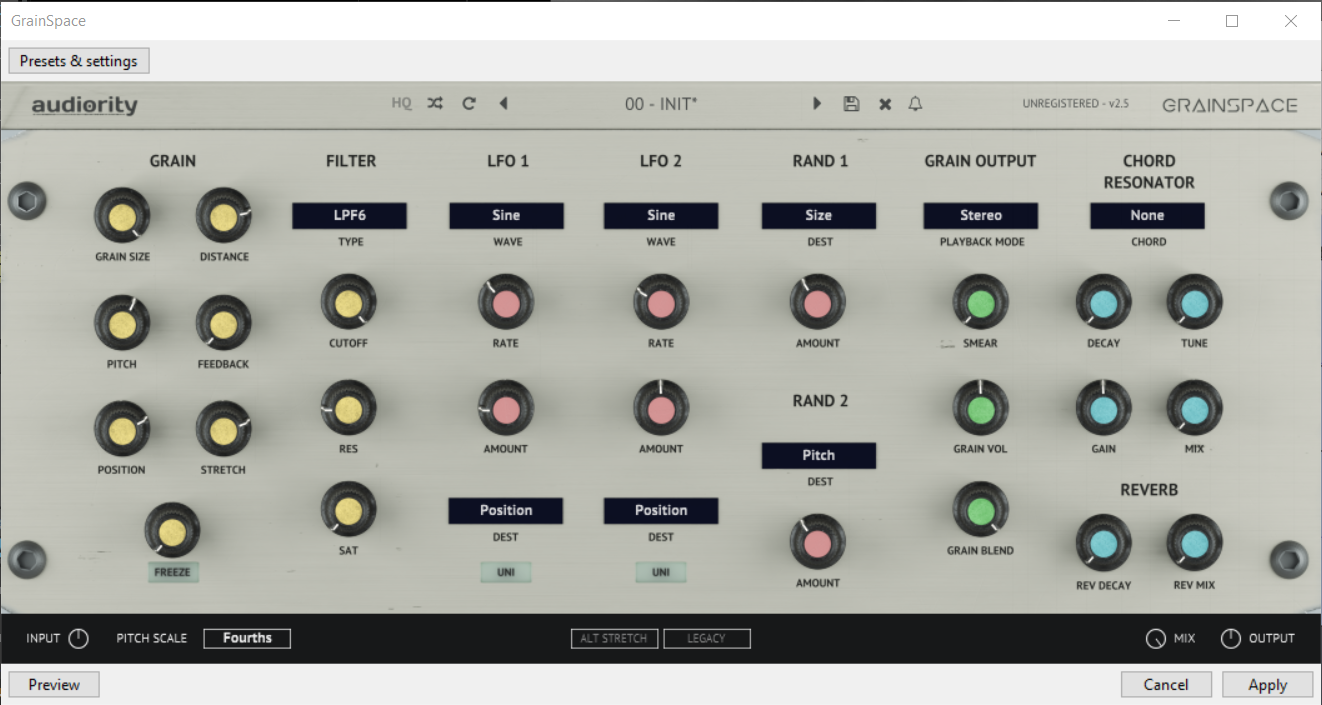 GrainSpace
Presets & settings
audiority
HQ
00 - INIT*
UNREGISTERED - v2.5
GRAINSPACE
GRAIN
FILTER
LFO 1
LFO 2
RAND 1
GRAIN OUTPUT
CHORD
RESONATOR
LPF6
Sine
Sine
Size
Stereo
None
TYPE
WAVE
WAVE
DEST
PLAYBACK MODE
CHORD
GRAIN SIZE
DISTANCE
CUTOFF
RATE
RATE
AMOUNT
SMEAR
DECAY
TUNE
PITCH
FEEDBACK
RAND 2
RES
AMOUNT
AMOUNT
GRAIN VOL
GAIN
MIX
Pitch
POSITION
STRETCH
DEST
REVERB
Position
Position
DEST
DEST
SAT
GRAIN BLEND
FREEZE
UNI
UNI
AMOUNT
REV DECAY
REV MIX
INPUT
PITCH SCALE
Fourths
ALT STRETCH
LEGACY
MIX
OUTPUT
Preview
Cancel
Apply